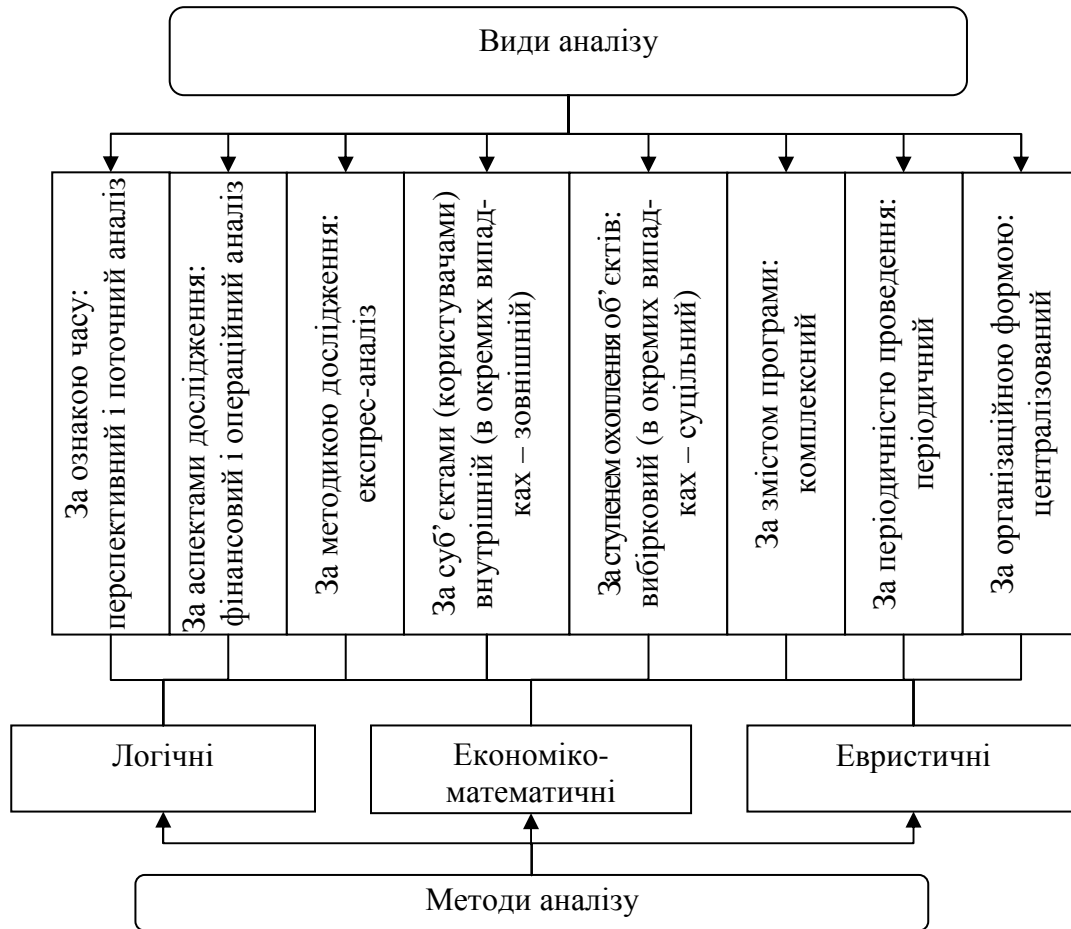 Види аналізу
За ознакою часу:
перспективний і поточний аналіз
За аспектами дослідження:
фінансовий і операційний аналіз
За методикою дослідження:
експрес-аналіз
За суб’єктами (користувачами)
внутрішній (в окремих випад-
ках – зовнішній)
За ступенем охоплення об’єктів:
вибірковий (в окремих випад-
ках – суцільний)
За змістом програми:
комплексний
За періодичністю проведення:
періодичний
За організаційною формою:
централізований
Логічні
Економіко-
математичні
Евристичні
Методи аналізу